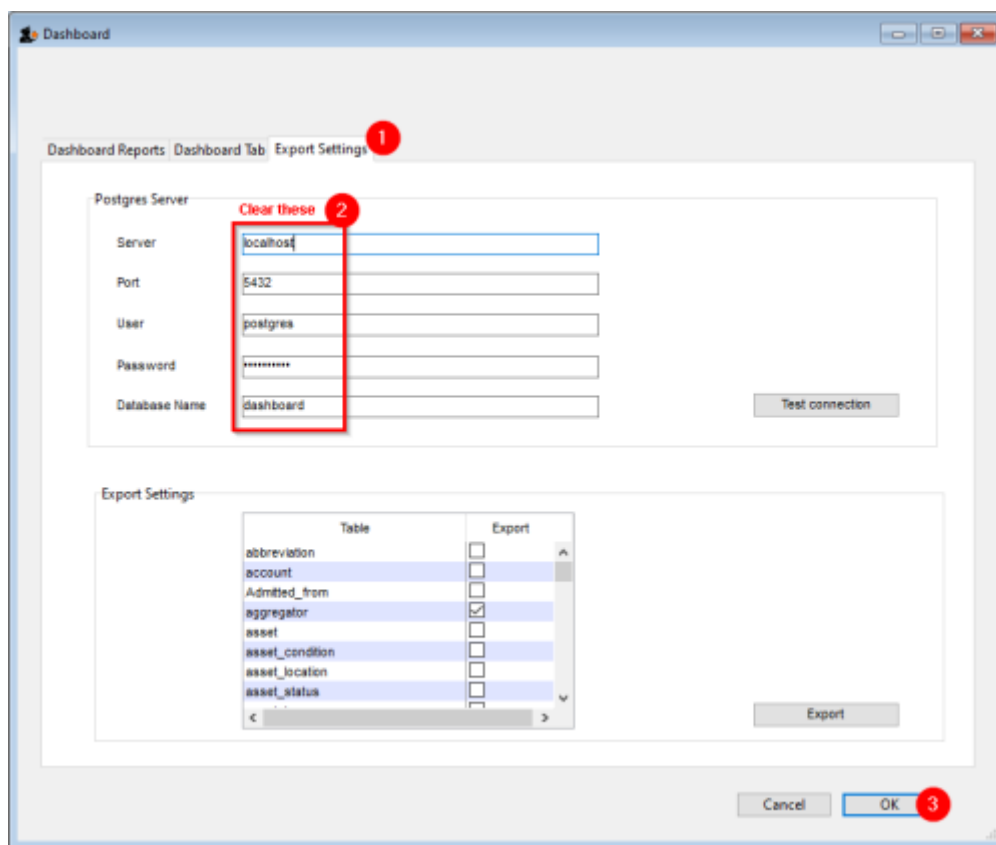 Dashboard
Dashboard Reports Dashboard Tab Export Settings 1
Postgres Server
Clear these 2
Server localhost
Port 5432
User postgres
Password ••••••••••
Database Name dashboard
Test connection
Export Settings
Table Export
abbreviation
account
Admitted_from
aggregator
asset
asset_condition
asset_location
asset_status
Export
Cancel OK 3